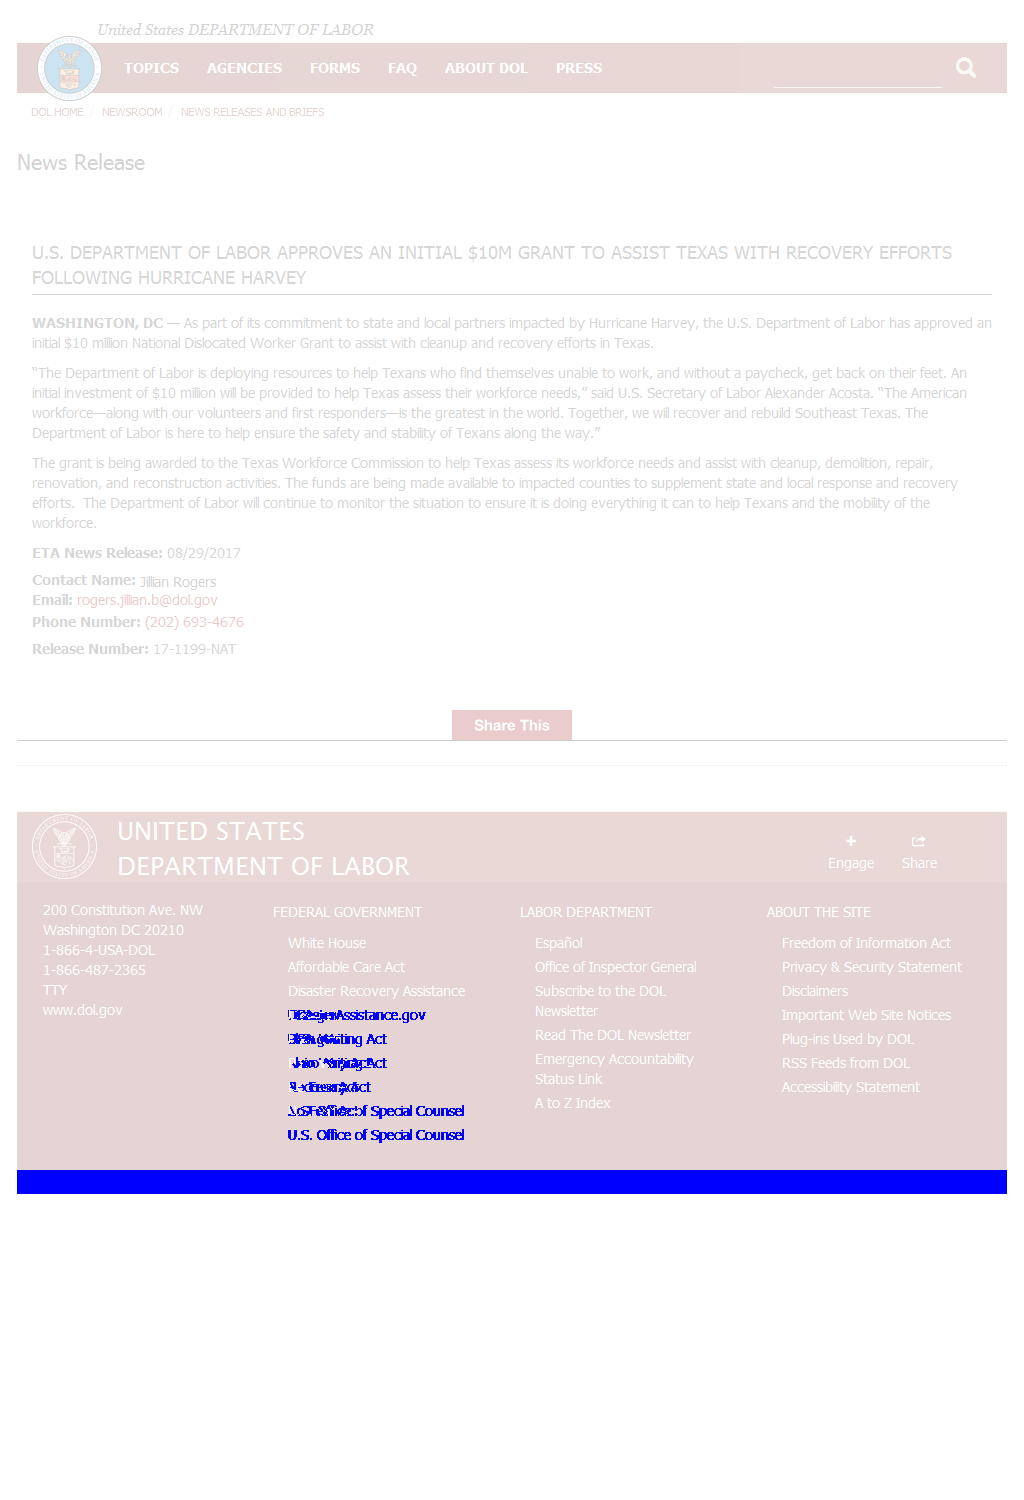 United States DEPARTMENT OF LABOR
TOPICS AGENCIES FORMS FAQ ABOUT DOL PRESS
DOL HOME / NEWSROOM / NEWS RELEASES AND BRIEFS
News Release
U.S. DEPARTMENT OF LABOR APPROVES AN INITIAL $10M GRANT TO ASSIST TEXAS WITH RECOVERY EFFORTS
FOLLOWING HURRICANE HARVEY
WASHINGTON, DC — As part of its commitment to state and local partners impacted by Hurricane Harvey, the U.S. Department of Labor has approved an
initial $10 million National Dislocated Worker Grant to assist with cleanup and recovery efforts in Texas.
“The Department of Labor is deploying resources to help Texans who find themselves unable to work, and without a paycheck, get back on their feet. An
initial investment of $10 million will be provided to help Texas assess their workforce needs,” said U.S. Secretary of Labor Alexander Acosta. “The American
workforce—along with our volunteers and first responders—is the greatest in the world. Together, we will recover and rebuild Southeast Texas. The
Department of Labor is here to help ensure the safety and stability of Texans along the way.”
The grant is being awarded to the Texas Workforce Commission to help Texas assess its workforce needs and assist with cleanup, demolition, repair,
renovation, and reconstruction activities. The funds are being made available to impacted counties to supplement state and local response and recovery
efforts. The Department of Labor will continue to monitor the situation to ensure it is doing everything it can to help Texans and the mobility of the
workforce.
ETA News Release: 08/29/2017
Contact Name: Jillian Rogers
Email: rogers.jillian.b@dol.gov
Phone Number: (202) 693-4676
Release Number: 17-1199-NAT
Share This
UNITED STATES
DEPARTMENT OF LABOR
Engage
Share
200 Constitution Ave. NW
Washington DC 20210
1-866-4-USA-DOL
1-866-487-2365
TTY
www.dol.gov
FEDERAL GOVERNMENT
White House
Affordable Care Act
Disaster Recovery Assistance
Assistance.gov
Act
Act
Act
of Special Counsel
U.S. Office of Special Counsel
LABOR DEPARTMENT
Español
Office of Inspector General
Subscribe to the DOL
Newsletter
Read The DOL Newsletter
Emergency Accountability
Status Link
A to Z Index
ABOUT THE SITE
Freedom of Information Act
Privacy & Security Statement
Disclaimers
Important Web Site Notices
Plug-ins Used by DOL
RSS Feeds from DOL
Accessibility Statement